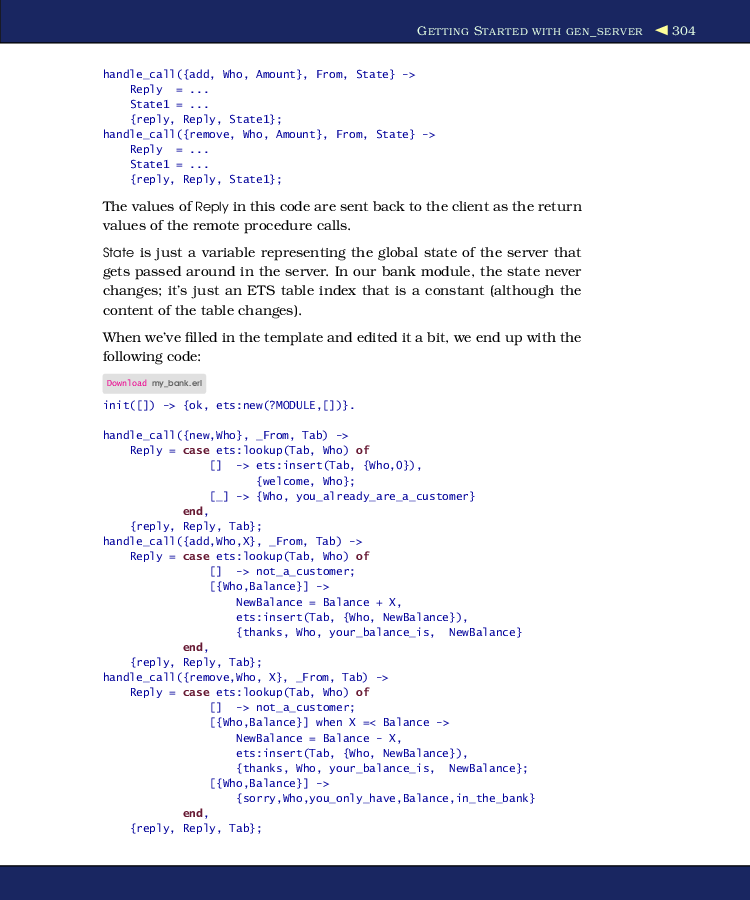 GETTING STARTED WITH GEN_SERVER ◀ 304
handle_call({add, Who, Amount}, From, State) ->
    Reply  = ...
    State1 = ...
    {reply, Reply, State1};
handle_call({remove, Who, Amount}, From, State) ->
    Reply  = ...
    State1 = ...
    {reply, Reply, State1};
The values of Reply in this code are sent back to the client as the return
values of the remote procedure calls.
State is just a variable representing the global state of the server that
gets passed around in the server. In our bank module, the state never
changes; it's just an ETS table index that is a constant (although the
content of the table changes).
When we've filled in the template and edited it a bit, we end up with the
following code:
Download my_bank.erl
init([]) -> {ok, ets:new(?MODULE,[])}.
handle_call({new,Who}, _From, Tab) ->
    Reply = case ets:lookup(Tab, Who) of
                []  -> ets:insert(Tab, {Who,0}),
                       {welcome, Who};
                [_] -> {Who, you_already_are_a_customer}
            end,
    {reply, Reply, Tab};
handle_call({add,Who,X}, _From, Tab) ->
    Reply = case ets:lookup(Tab, Who) of
                []  -> not_a_customer;
                [{Who,Balance}] ->
                    NewBalance = Balance + X,
                    ets:insert(Tab, {Who, NewBalance}),
                    {thanks, Who, your_balance_is,  NewBalance}
            end,
    {reply, Reply, Tab};
handle_call({remove,Who, X}, _From, Tab) ->
    Reply = case ets:lookup(Tab, Who) of
                []  -> not_a_customer;
                [{Who,Balance}] when X =< Balance ->
                    NewBalance = Balance - X,
                    ets:insert(Tab, {Who, NewBalance}),
                    {thanks, Who, your_balance_is,  NewBalance};
                [{Who,Balance}] ->
                    {sorry,Who,you_only_have,Balance,in_the_bank}
            end,
    {reply, Reply, Tab};